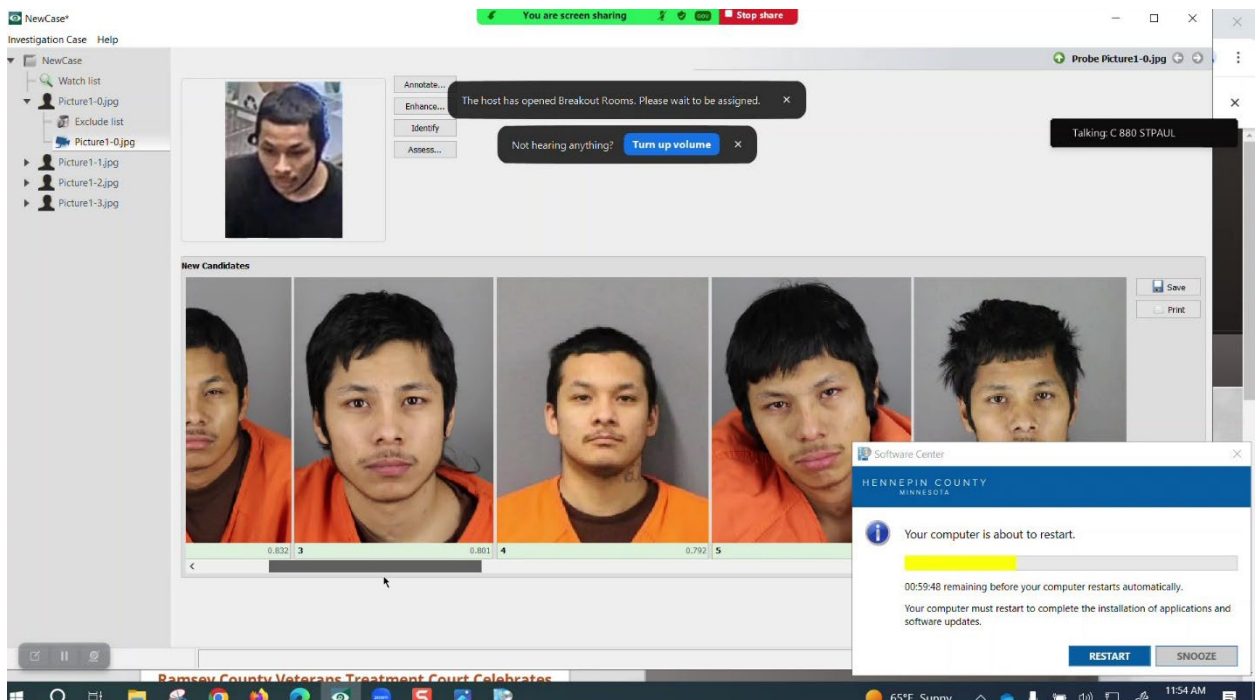 NewCase*
You are screen sharing
GOV
Stop share
Investigation Case Help
NewCase
Watch list
Picture1-0.jpg
Exclude list
Picture1-0.jpg
Picture1-1.jpg
Picture1-2.jpg
Picture1-3.jpg
Probe Picture1-0.jpg
Annotate...
Enhance...
Identify
Assess...
The host has opened Breakout Rooms. Please wait to be assigned.
Not hearing anything? Turn up volume
Talking: C 880 STPAUL
New Candidates
Save
Print
0.832 3 0.801 4 0.792 5
Software Center
HENNEPIN COUNTY
MINNESOTA
Your computer is about to restart.
00:59:48 remaining before your computer restarts automatically.
Your computer must restart to complete the installation of applications and
software updates.
RESTART SNOOZE
Ramsey County Veterans Treatment Court Celebrates
65°F Sunny
11:54 AM